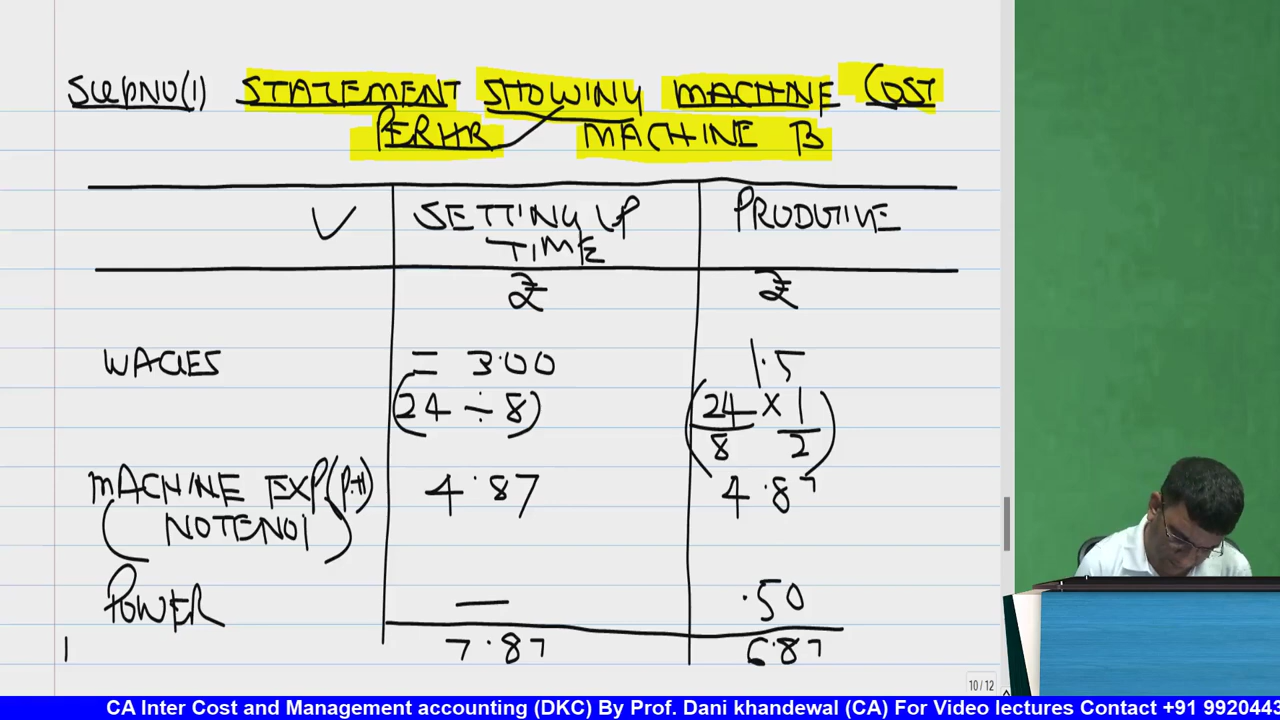 Step NO(1) STATEMENT SHOWING MACHINE COST
PER HR MACHINE B
SETTING UP TIME PRODUTIVE
₹ ₹
WAGES = 3.00 1.5
(24 ÷ 8) (24/8 × 1/2)
MACHINE EXP(P.H) 4.87 4.87
(NOTE NO 1)
POWER — .50
7.87 6.87
10 / 12
CA Inter Cost and Management accounting (DKC) By Prof. Dani khandewal (CA) For Video lectures Contact +91 9920443